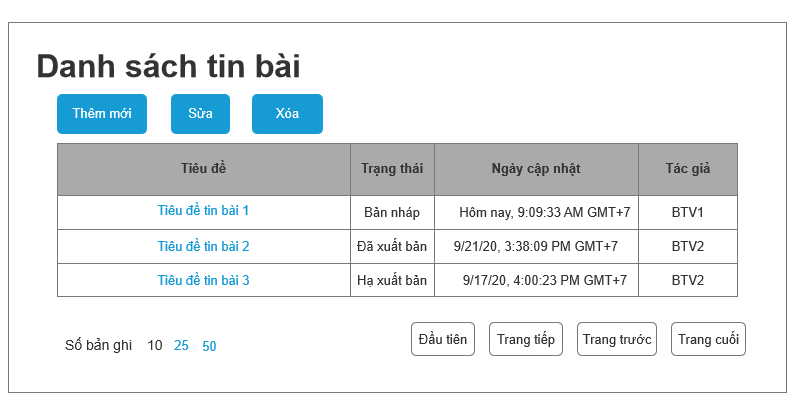 Danh sách tin bài
Thêm mới Sửa Xóa
Tiêu đề Trạng thái Ngày cập nhật Tác giả
Tiêu đề tin bài 1 Bản nháp Hôm nay, 9:09:33 AM GMT+7 BTV1
Tiêu đề tin bài 2 Đã xuất bản 9/21/20, 3:38:09 PM GMT+7 BTV2
Tiêu đề tin bài 3 Hạ xuất bản 9/17/20, 4:00:23 PM GMT+7 BTV2
Số bản ghi 10 25 50 Đầu tiên Trang tiếp Trang trước Trang cuối